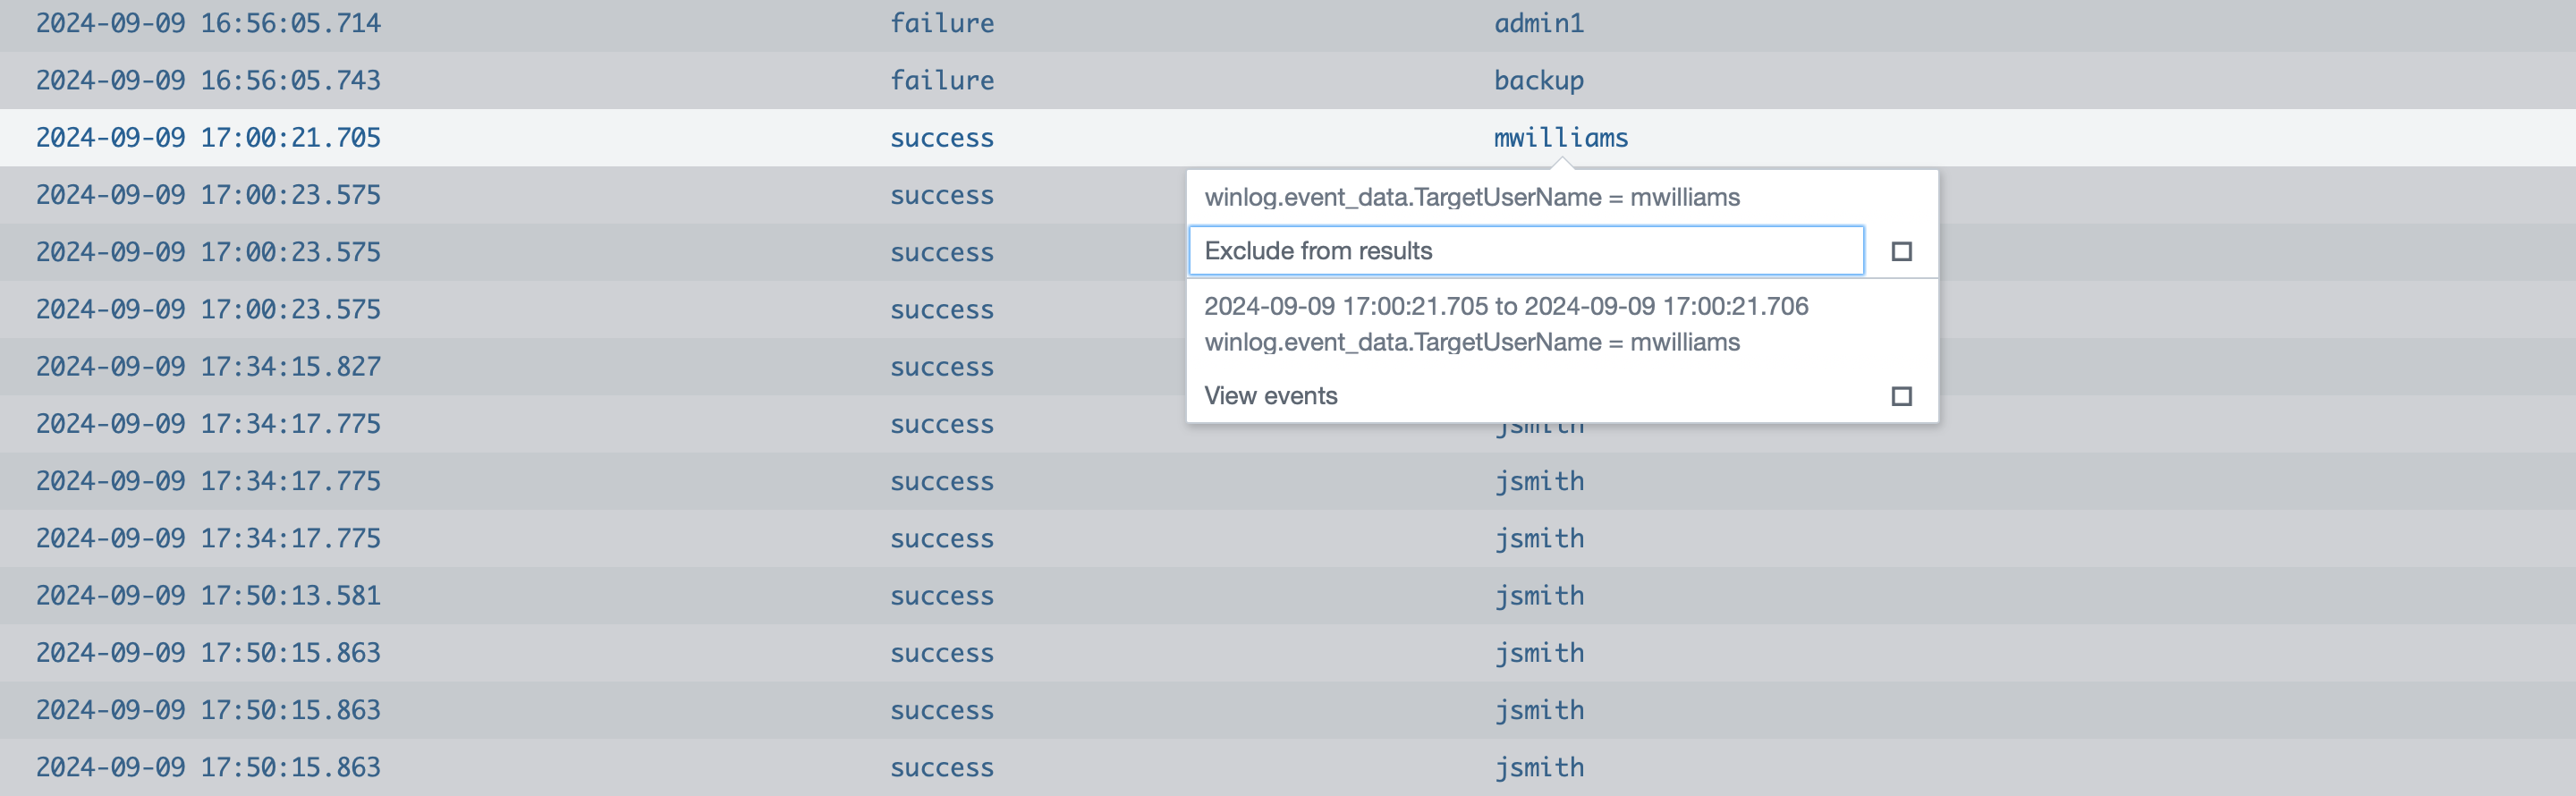 2024-09-09 16:56:05.714 failure admin1
2024-09-09 16:56:05.743 failure backup
2024-09-09 17:00:21.705 success mwilliams
2024-09-09 17:00:23.575 success
winlog.event_data.TargetUserName = mwilliams
2024-09-09 17:00:23.575 success
Exclude from results
2024-09-09 17:00:23.575 success
2024-09-09 17:00:21.705 to 2024-09-09 17:00:21.706
winlog.event_data.TargetUserName = mwilliams
2024-09-09 17:34:15.827 success
View events
2024-09-09 17:34:17.775 success jsmith
2024-09-09 17:34:17.775 success jsmith
2024-09-09 17:34:17.775 success jsmith
2024-09-09 17:50:13.581 success jsmith
2024-09-09 17:50:15.863 success jsmith
2024-09-09 17:50:15.863 success jsmith
2024-09-09 17:50:15.863 success jsmith